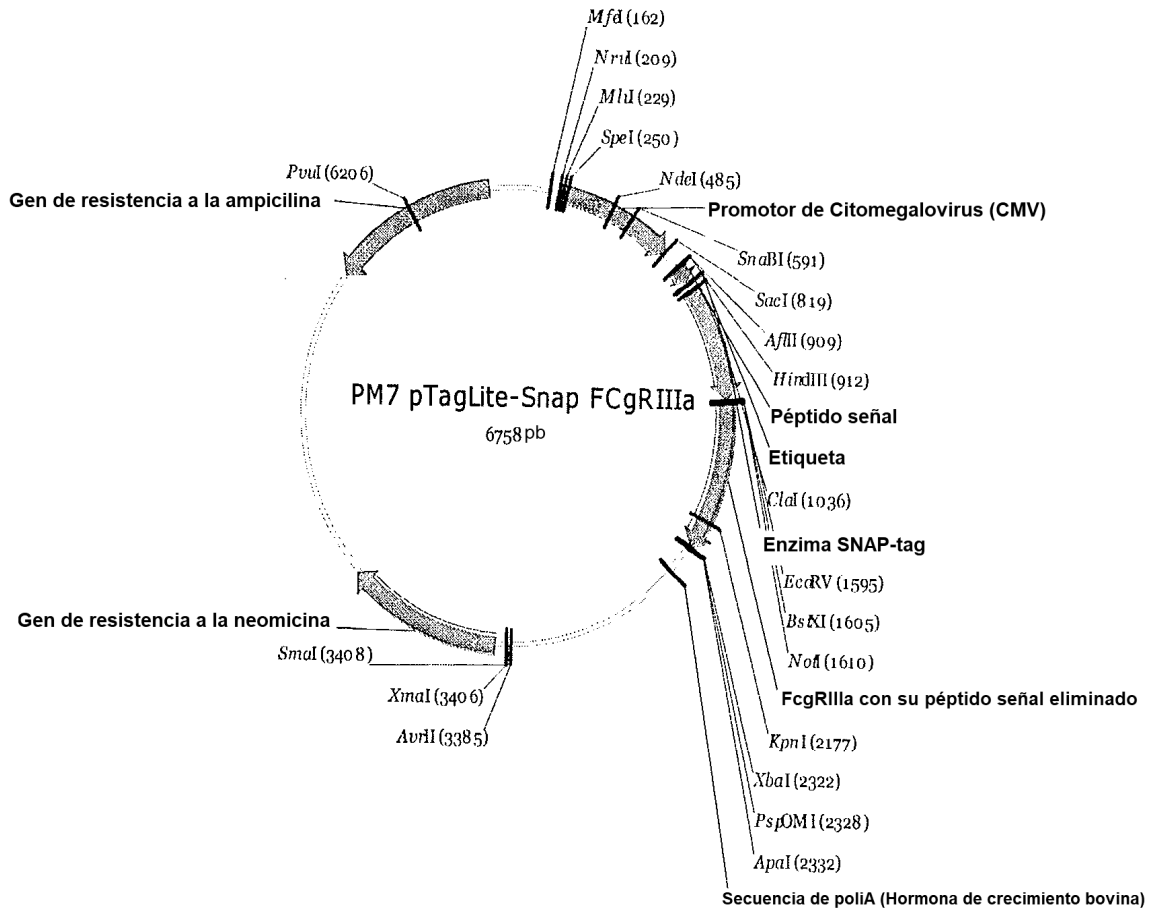 MfeI (162)
NruI (209)
MluI (229)
SpeI (250)
PvuI (6206)
NdeI (485)
Gen de resistencia a la ampicilina
Promotor de Citomegalovirus (CMV)
SnaBI (591)
SacI (819)
AflII (909)
HindIII (912)
PM7 pTagLite-Snap FCgRIIIa
6758 pb
Péptido señal
Etiqueta
ClaI (1036)
Enzima SNAP-tag
EcoRV (1595)
BstXI (1605)
NotI (1610)
Gen de resistencia a la neomicina
SmaI (3408)
XmaI (3406)
AvrII (3385)
FcgRIIIa con su péptido señal eliminado
KpnI (2177)
XbaI (2322)
PspOMI (2328)
ApaI (2332)
Secuencia de poliA (Hormona de crecimiento bovina)